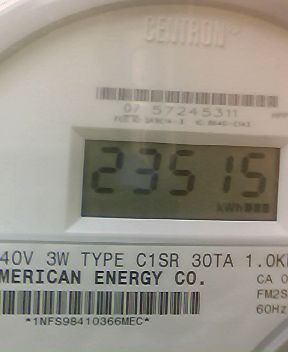 CENTRON
07 57245311
23515
kWh
40V 3W TYPE C1SR 30TA 1.0K
MERICAN ENERGY CO.
CA 0
FM2S
60Hz
*1NFS98410366MEC*